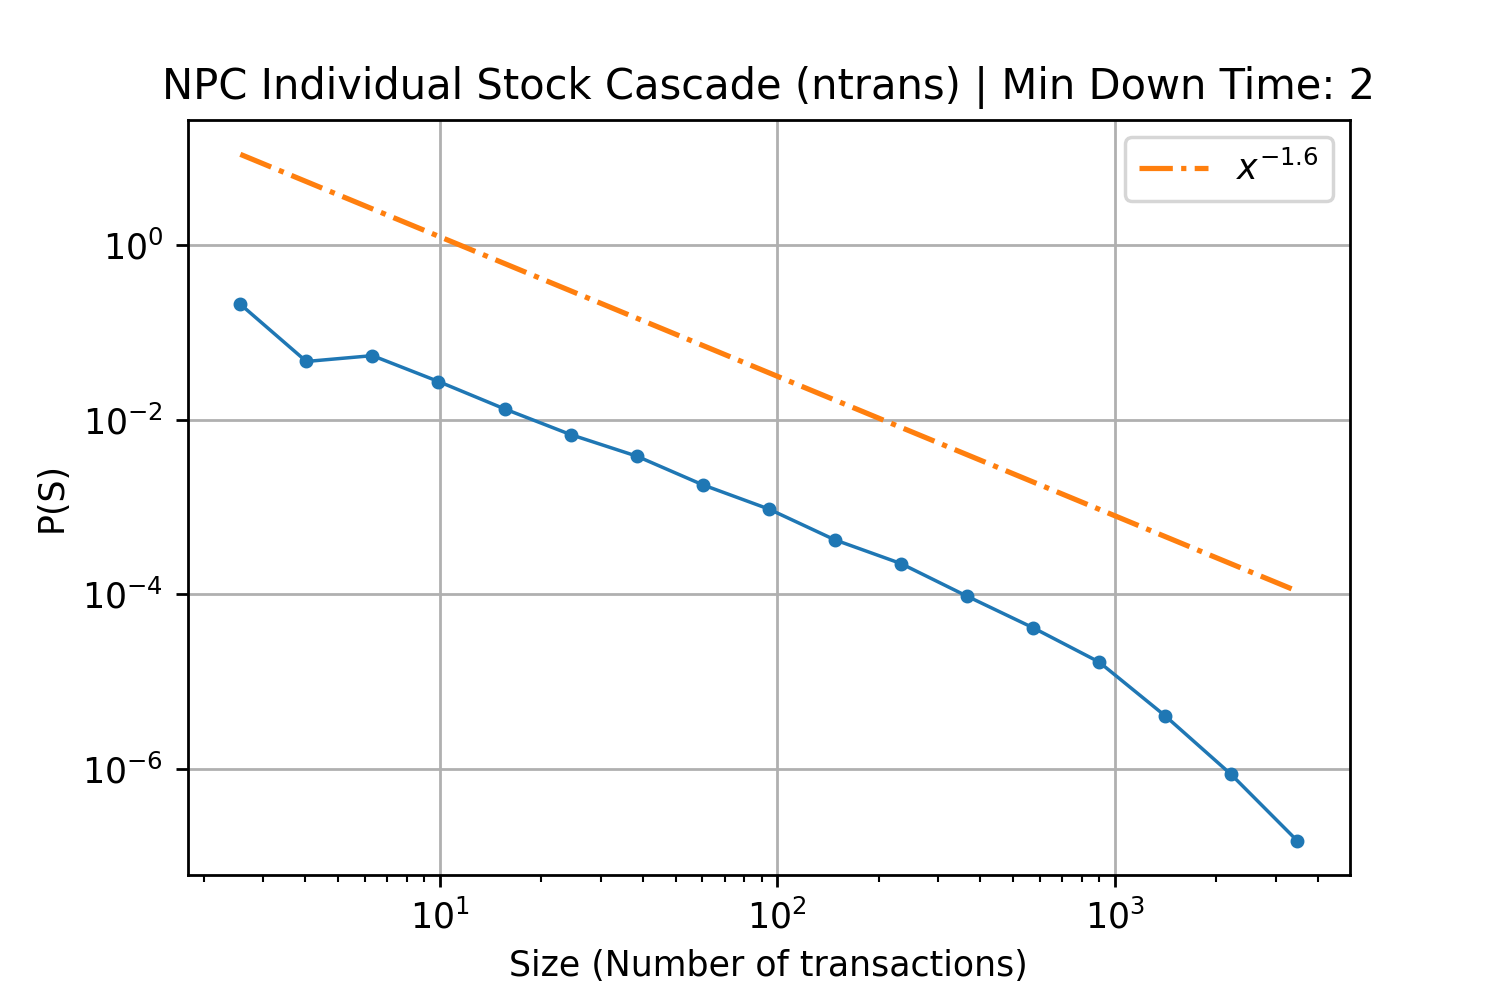 NPC Individual Stock Cascade (ntrans) | Min Down Time: 2
x^{-1.6}
10^0
10^{-2}
10^{-4}
10^{-6}
P(S)
10^1 10^2 10^3
Size (Number of transactions)